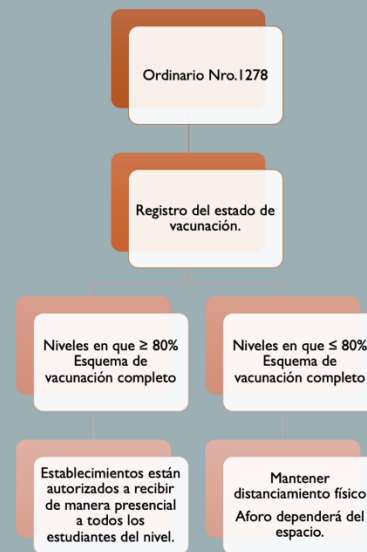 Ordinario Nro.1278
Registro del estado de
vacunación.
Niveles en que ≥ 80%
Esquema de
vacunación completo
Niveles en que ≤ 80%
Esquema de
vacunación completo
Establecimientos están
autorizados a recibir
de manera presencial
a todos los
estudiantes del nivel.
Mantener
distanciamiento físico
Aforo dependerá del
espacio.